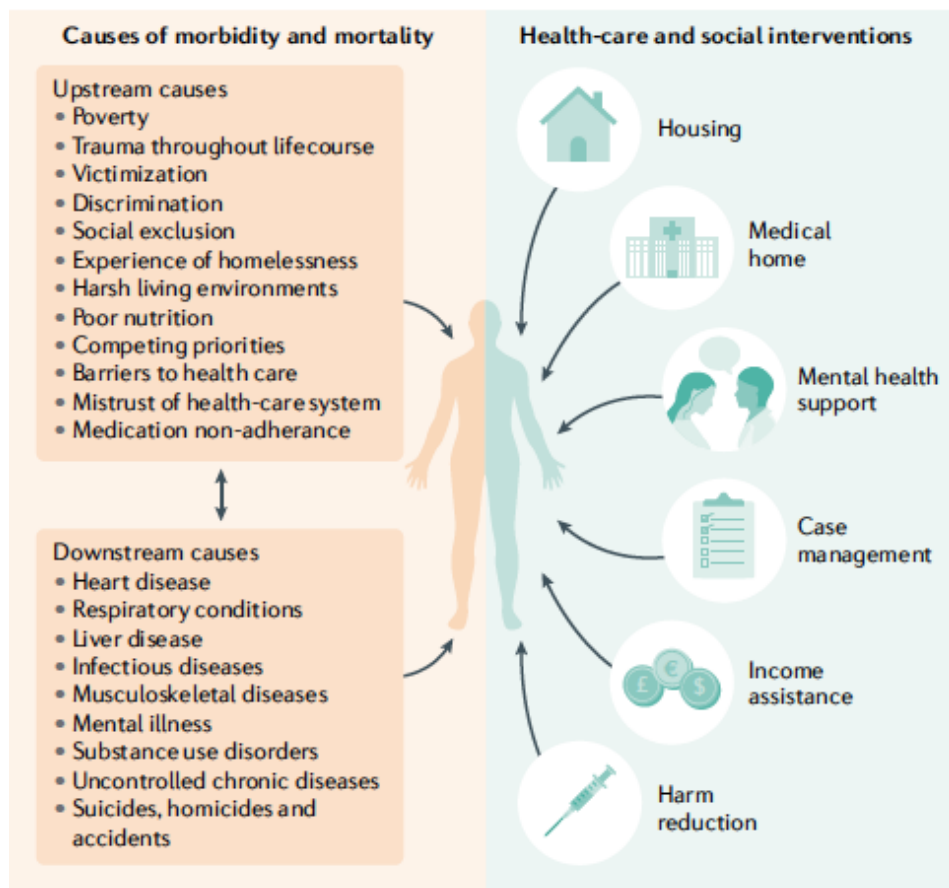 Causes of morbidity and mortality
Upstream causes
• Poverty
• Trauma throughout lifecourse
• Victimization
• Discrimination
• Social exclusion
• Experience of homelessness
• Harsh living environments
• Poor nutrition
• Competing priorities
• Barriers to health care
• Mistrust of health-care system
• Medication non-adherance
Downstream causes
• Heart disease
• Respiratory conditions
• Liver disease
• Infectious diseases
• Musculoskeletal diseases
• Mental illness
• Substance use disorders
• Uncontrolled chronic diseases
• Suicides, homicides and
accidents
Health-care and social interventions
Housing
Medical
home
Mental health
support
Case
management
£ € $
Income
assistance
Harm
reduction